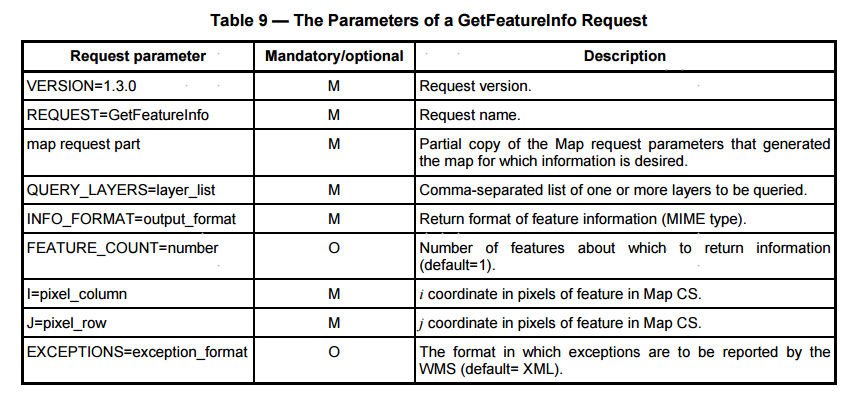 Table 9 — The Parameters of a GetFeatureInfo Request
Request parameter Mandatory/optional Description
VERSION=1.3.0 M Request version.
REQUEST=GetFeatureInfo M Request name.
map request part M Partial copy of the Map request parameters that generated
the map for which information is desired.
QUERY_LAYERS=layer_list M Comma-separated list of one or more layers to be queried.
INFO_FORMAT=output_format M Return format of feature information (MIME type).
FEATURE_COUNT=number O Number of features about which to return information
(default=1).
I=pixel_column M i coordinate in pixels of feature in Map CS.
J=pixel_row M j coordinate in pixels of feature in Map CS.
EXCEPTIONS=exception_format O The format in which exceptions are to be reported by the
WMS (default= XML).